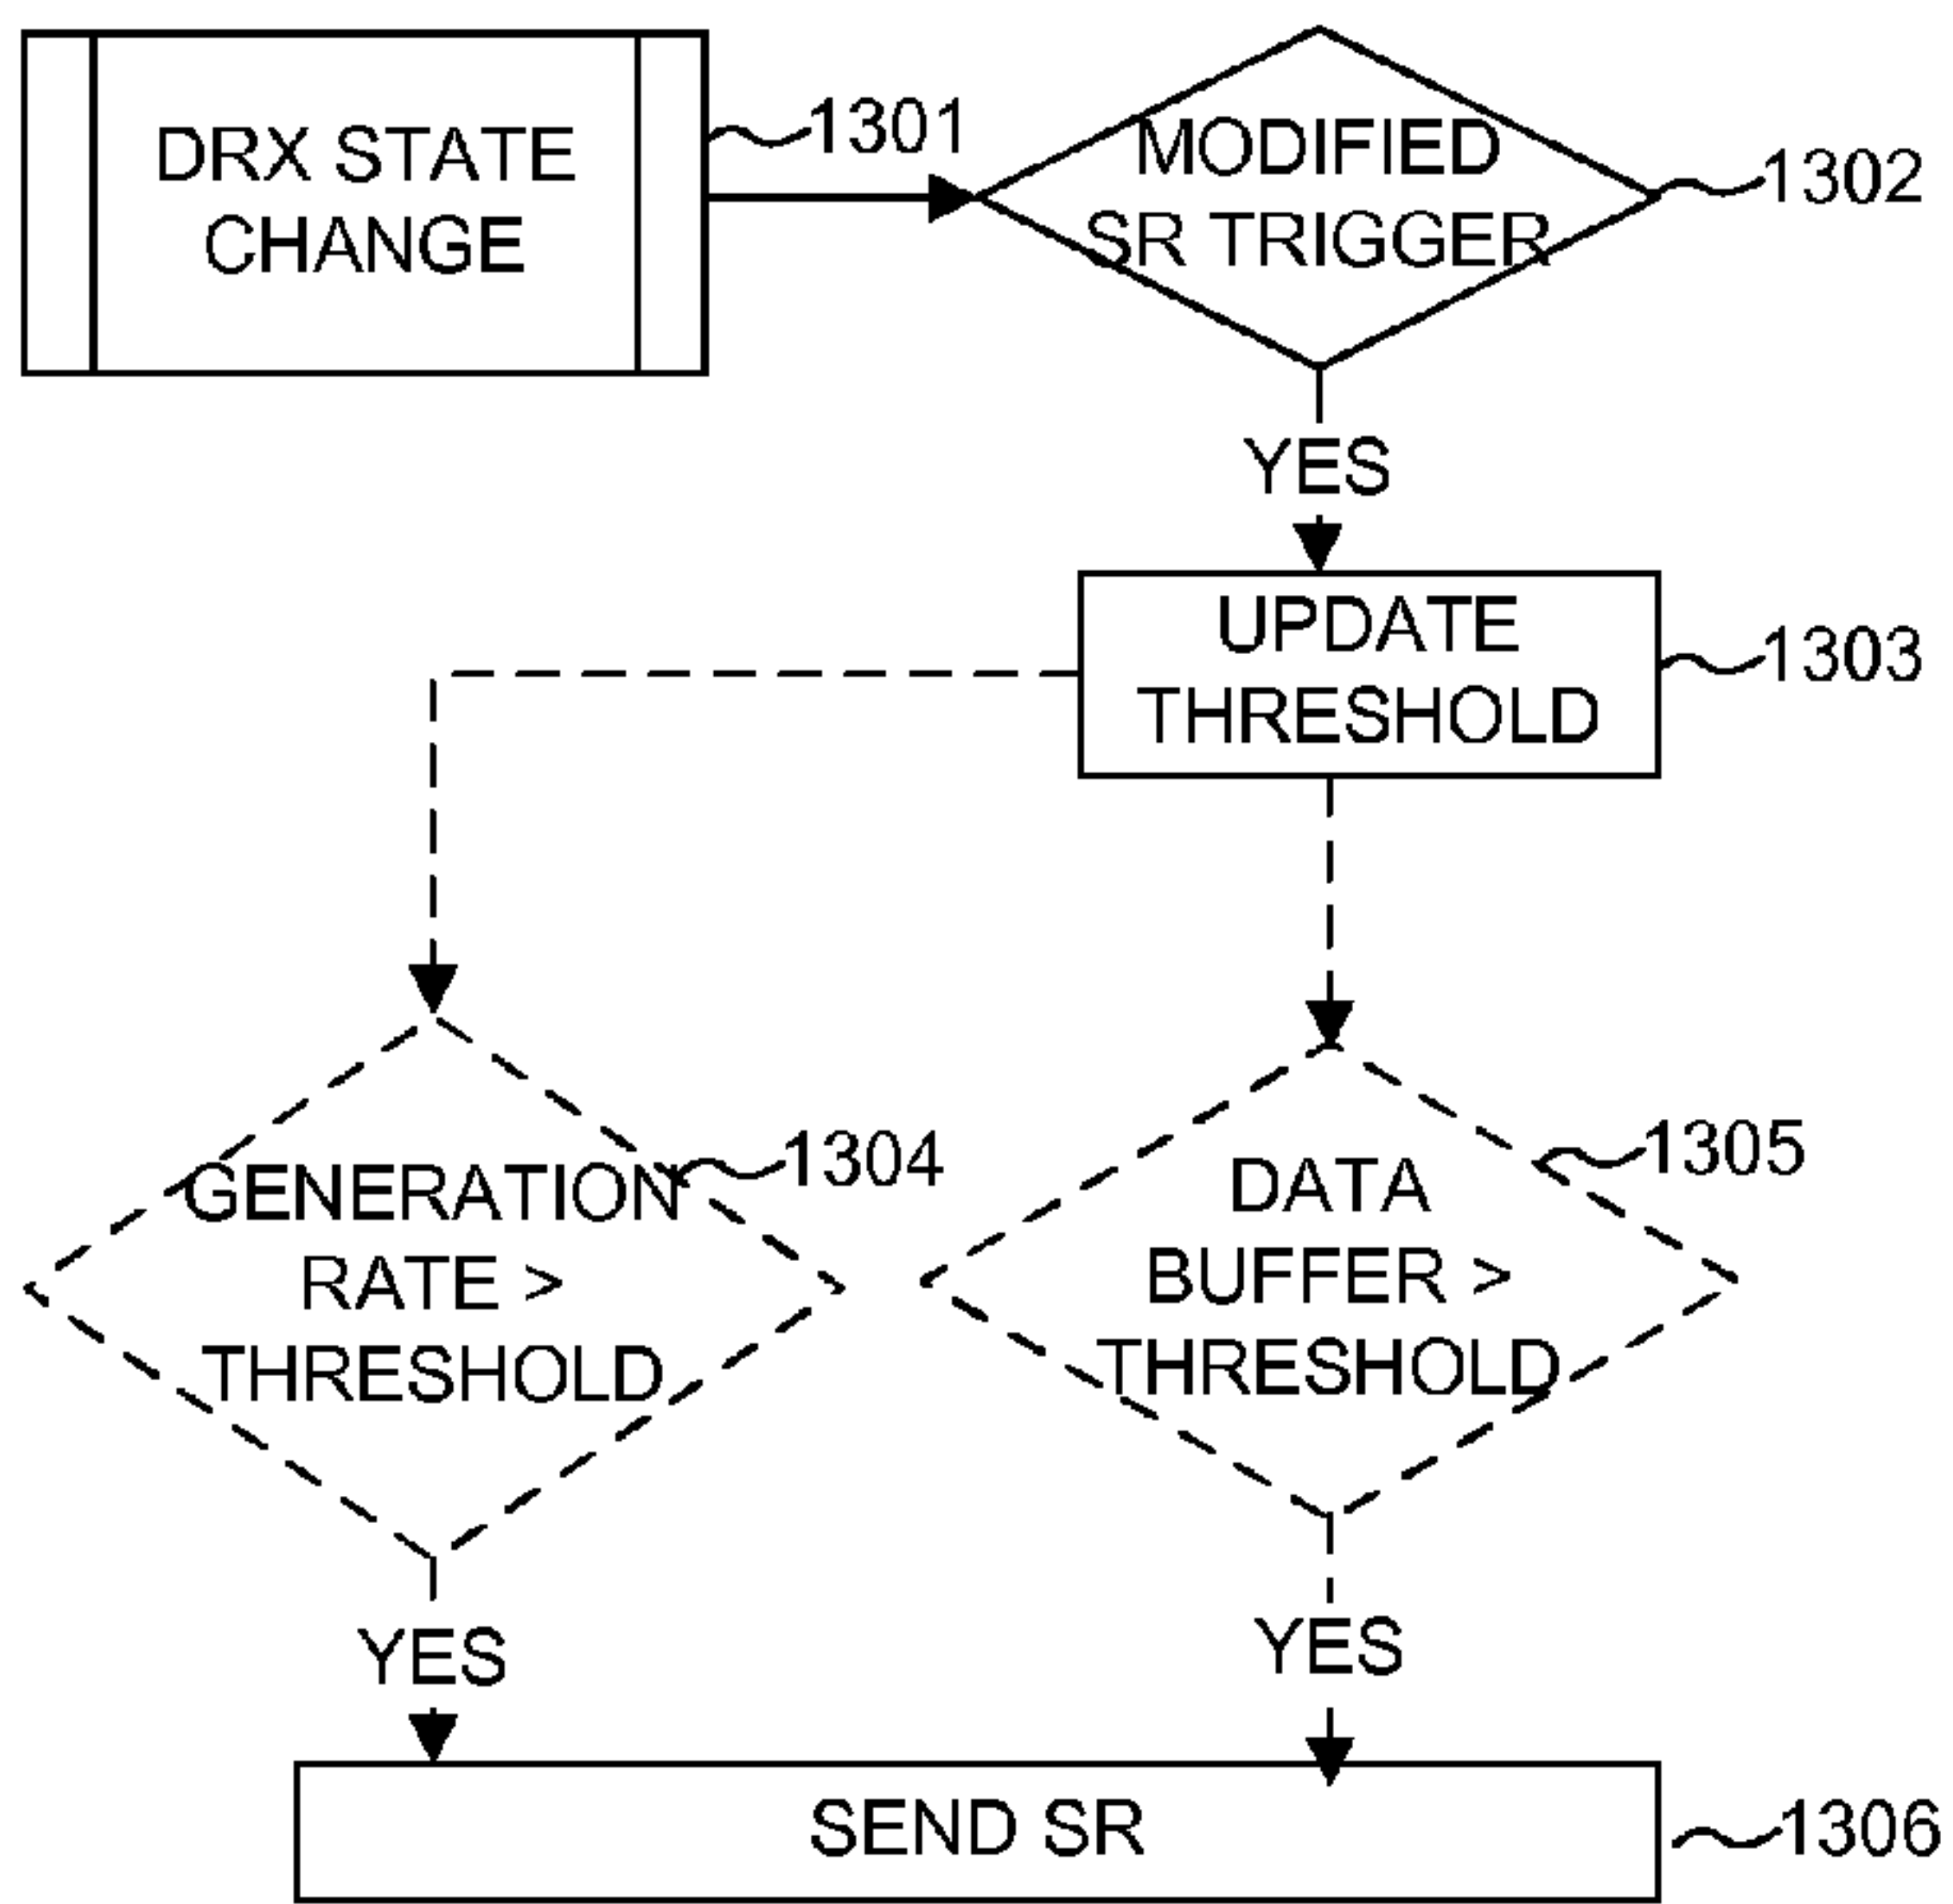 DRX STATE
CHANGE
1301
MODIFIED
SR TRIGGER
1302
YES
UPDATE
THRESHOLD
1303
GENERATION
RATE >
THRESHOLD
1304
DATA
BUFFER >
THRESHOLD
1305
YES
YES
SEND SR
1306